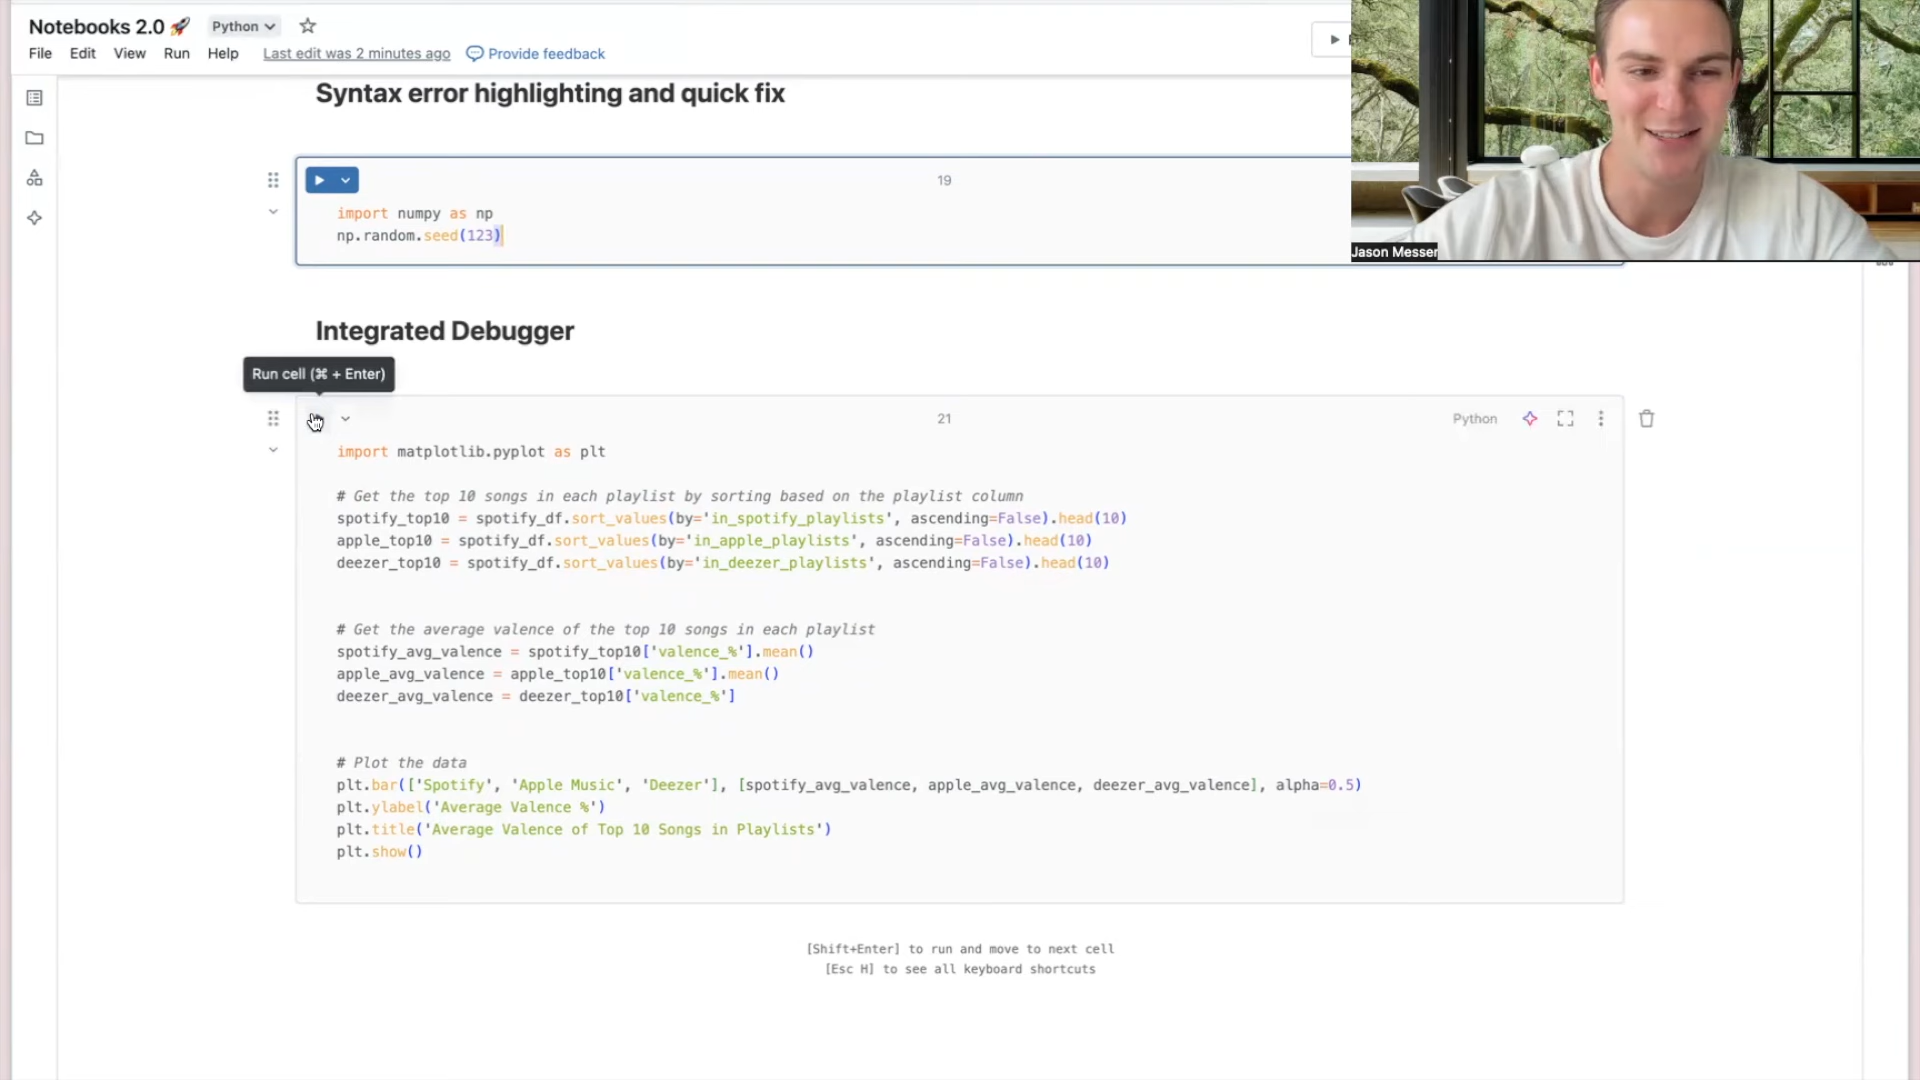 Notebooks 2.0 🚀 Python
File Edit View Run Help Last edit was 2 minutes ago Provide feedback
Syntax error highlighting and quick fix
19
import numpy as np
np.random.seed(123)
Jason Messer
Integrated Debugger
Run cell (⌘ + Enter)
21 Python
import matplotlib.pyplot as plt
# Get the top 10 songs in each playlist by sorting based on the playlist column
spotify_top10 = spotify_df.sort_values(by='in_spotify_playlists', ascending=False).head(10)
apple_top10 = spotify_df.sort_values(by='in_apple_playlists', ascending=False).head(10)
deezer_top10 = spotify_df.sort_values(by='in_deezer_playlists', ascending=False).head(10)
# Get the average valence of the top 10 songs in each playlist
spotify_avg_valence = spotify_top10['valence_%'].mean()
apple_avg_valence = apple_top10['valence_%'].mean()
deezer_avg_valence = deezer_top10['valence_%']
# Plot the data
plt.bar(['Spotify', 'Apple Music', 'Deezer'], [spotify_avg_valence, apple_avg_valence, deezer_avg_valence], alpha=0.5)
plt.ylabel('Average Valence %')
plt.title('Average Valence of Top 10 Songs in Playlists')
plt.show()
[Shift+Enter] to run and move to next cell
[Esc H] to see all keyboard shortcuts